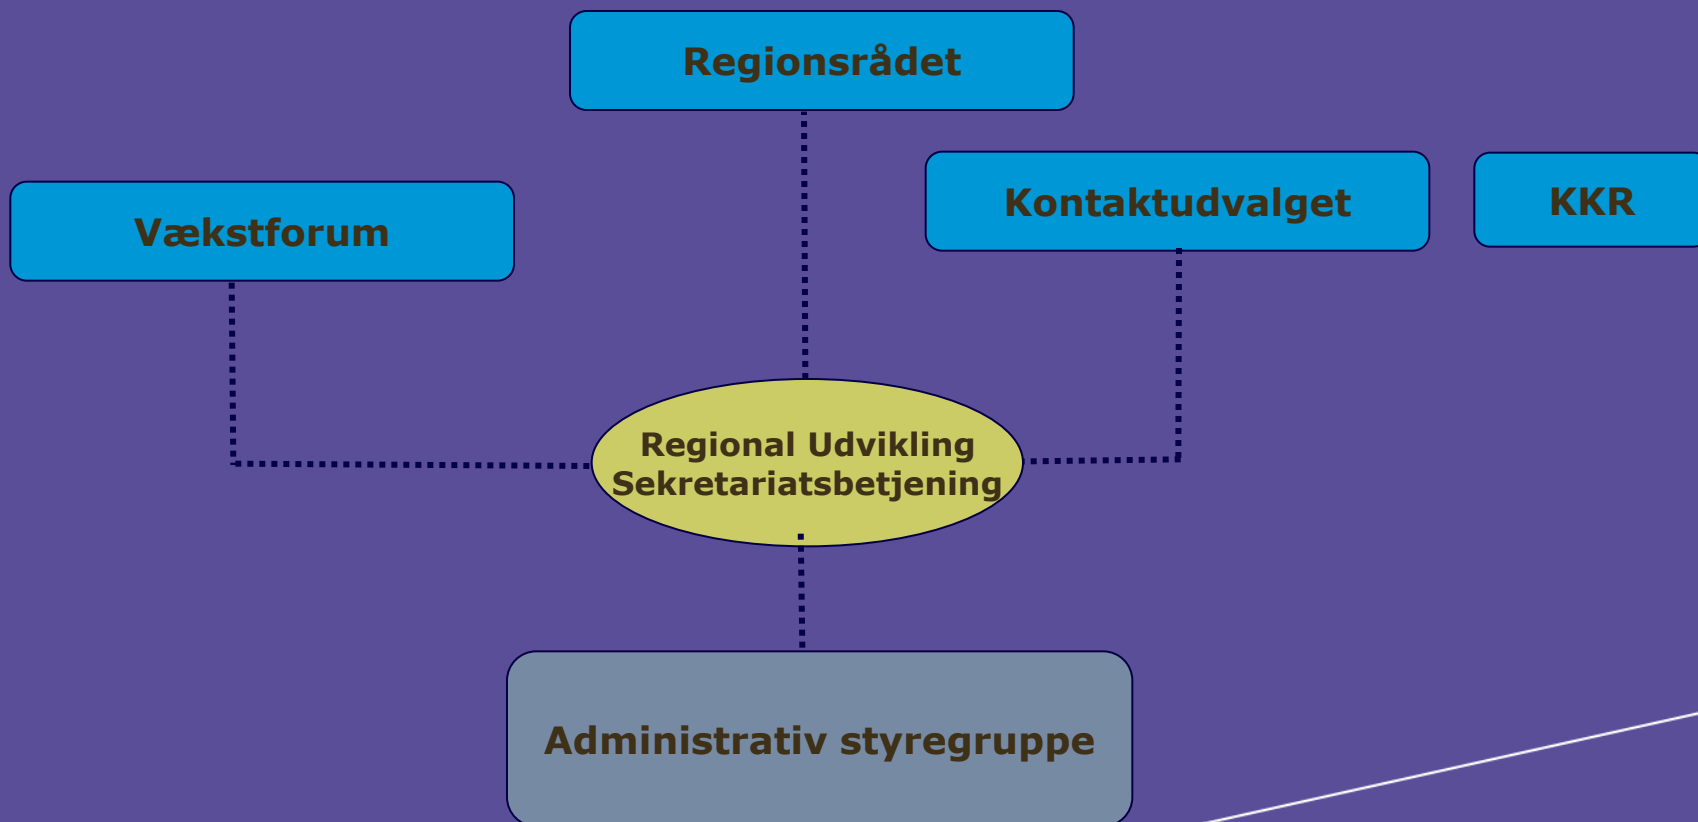 Regionsrådet
Kontaktudvalget
KKR
Vækstforum
Regional Udvikling
Sekretariatsbetjening
Administrativ styregruppe